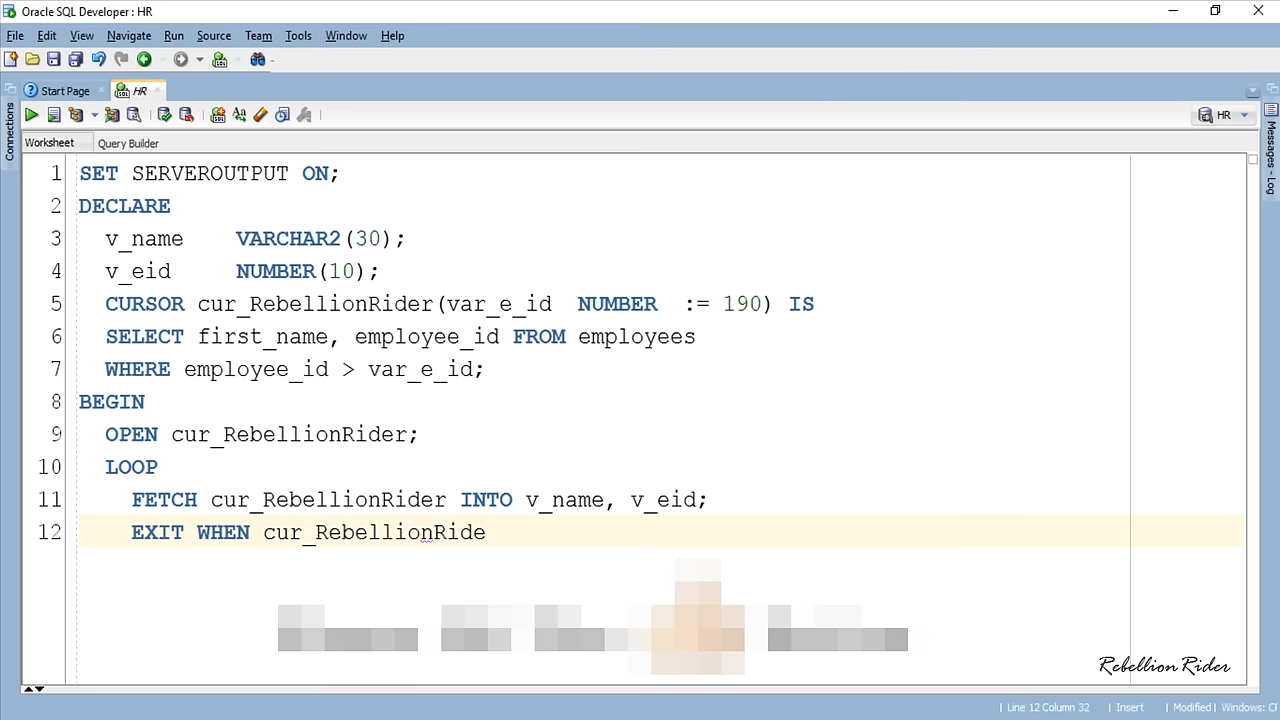 Oracle SQL Developer : HR
File Edit View Navigate Run Source Team Tools Window Help
Start Page HR
HR
Worksheet Query Builder
Connections
Messages - Log
1 SET SERVEROUTPUT ON;
2 DECLARE
3 v_name VARCHAR2(30);
4 v_eid NUMBER(10);
5 CURSOR cur_RebellionRider(var_e_id NUMBER := 190) IS
6 SELECT first_name, employee_id FROM employees
7 WHERE employee_id > var_e_id;
8 BEGIN
9 OPEN cur_RebellionRider;
10 LOOP
11 FETCH cur_RebellionRider INTO v_name, v_eid;
12 EXIT WHEN cur_RebellionRide
Rebellion Rider
Line 12 Column 32 Insert Modified Windows: Cl